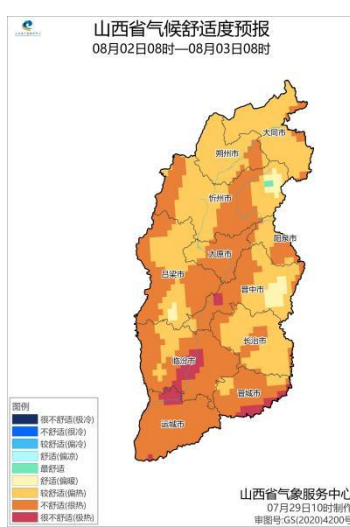 山西省气候舒适度预报
08月02日08时—08月03日08时
大同市
朔州市
忻州市
阳泉市
太原市
吕梁市
晋中市
长治市
临汾市
晋城市
运城市
图例
很不舒适(极冷)
不舒适(很冷)
较舒适(偏冷)
舒适(偏凉)
最舒适
舒适(偏暖)
较舒适(偏热)
不舒适(很热)
很不舒适(极热)
山西省气象服务中心
07月29日10时制作
审图号:GS(2020)4200号